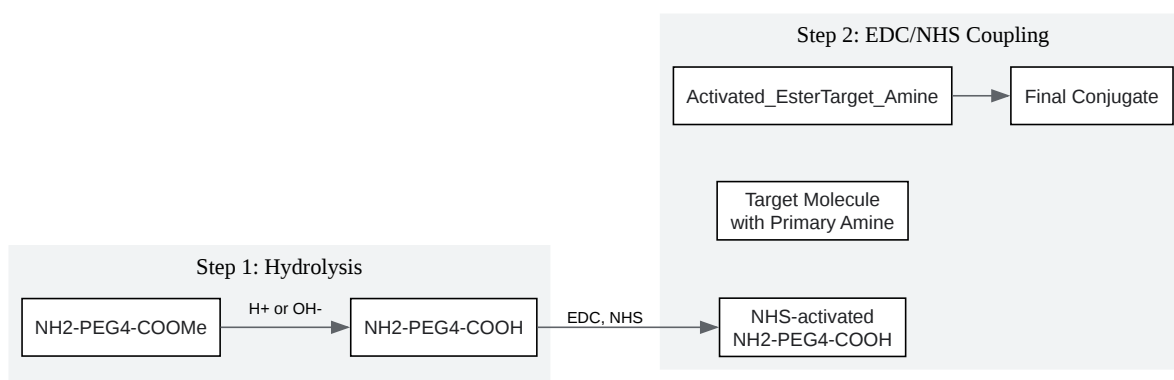 Step 2: EDC/NHS Coupling
Activated_EsterTarget_Amine
Final Conjugate
Target Molecule
with Primary Amine
Step 1: Hydrolysis
NH2-PEG4-COOMe
H+ or OH-
NH2-PEG4-COOH
EDC, NHS
NHS-activated
NH2-PEG4-COOH